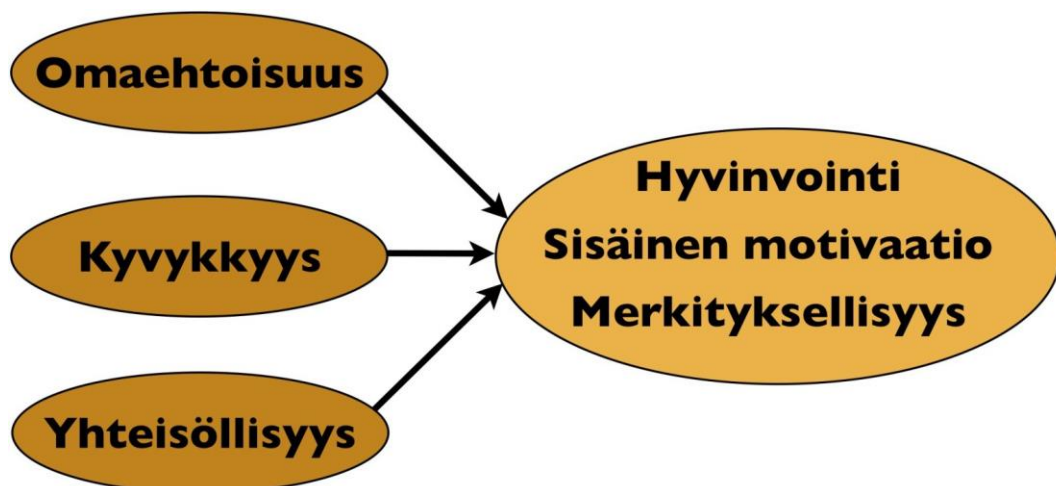 Omaehtoisuus
Kyvykkyys
Yhteisöllisyys
Hyvinvointi
Sisäinen motivaatio
Merkityksellisyys